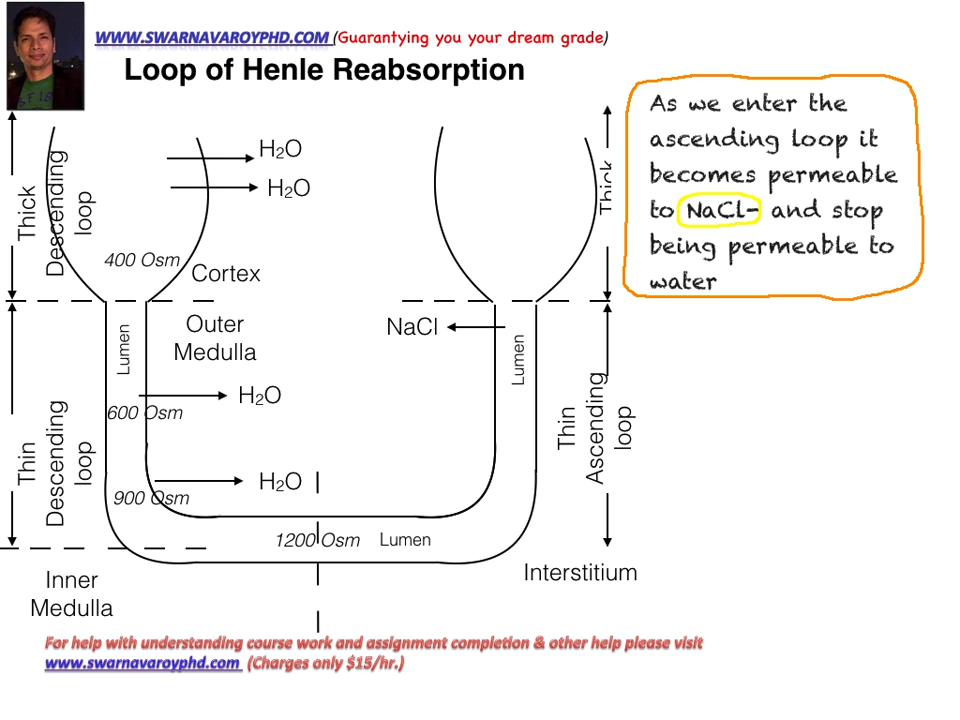 WWW.SWARNAVAROYPHD.COM (Guarantying you your dream grade)
Loop of Henle Reabsorption
As we enter the
ascending loop it
becomes permeable
to NaCl- and stop
being permeable to
water
H₂O
H₂O
Thick
Descending
loop
Thick
400 Osm
Cortex
Lumen
Outer
Medulla
NaCl
Lumen
H₂O
600 Osm
Thin
Descending
loop
Thin
Ascending
loop
H₂O
900 Osm
1200 Osm
Lumen
Inner
Medulla
Interstitium
For help with understanding course work and assignment completion & other help please visit
www.swarnavaroyphd.com (Charges only $15/hr.)